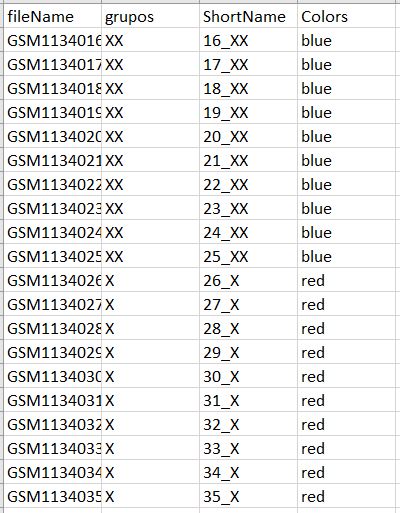 fileName grupos ShortName Colors
GSM1134016 XX 16_XX blue
GSM1134017 XX 17_XX blue
GSM1134018 XX 18_XX blue
GSM1134019 XX 19_XX blue
GSM1134020 XX 20_XX blue
GSM1134021 XX 21_XX blue
GSM1134022 XX 22_XX blue
GSM1134023 XX 23_XX blue
GSM1134024 XX 24_XX blue
GSM1134025 XX 25_XX blue
GSM1134026 X 26_X red
GSM1134027 X 27_X red
GSM1134028 X 28_X red
GSM1134029 X 29_X red
GSM1134030 X 30_X red
GSM1134031 X 31_X red
GSM1134032 X 32_X red
GSM1134033 X 33_X red
GSM1134034 X 34_X red
GSM1134035 X 35_X red